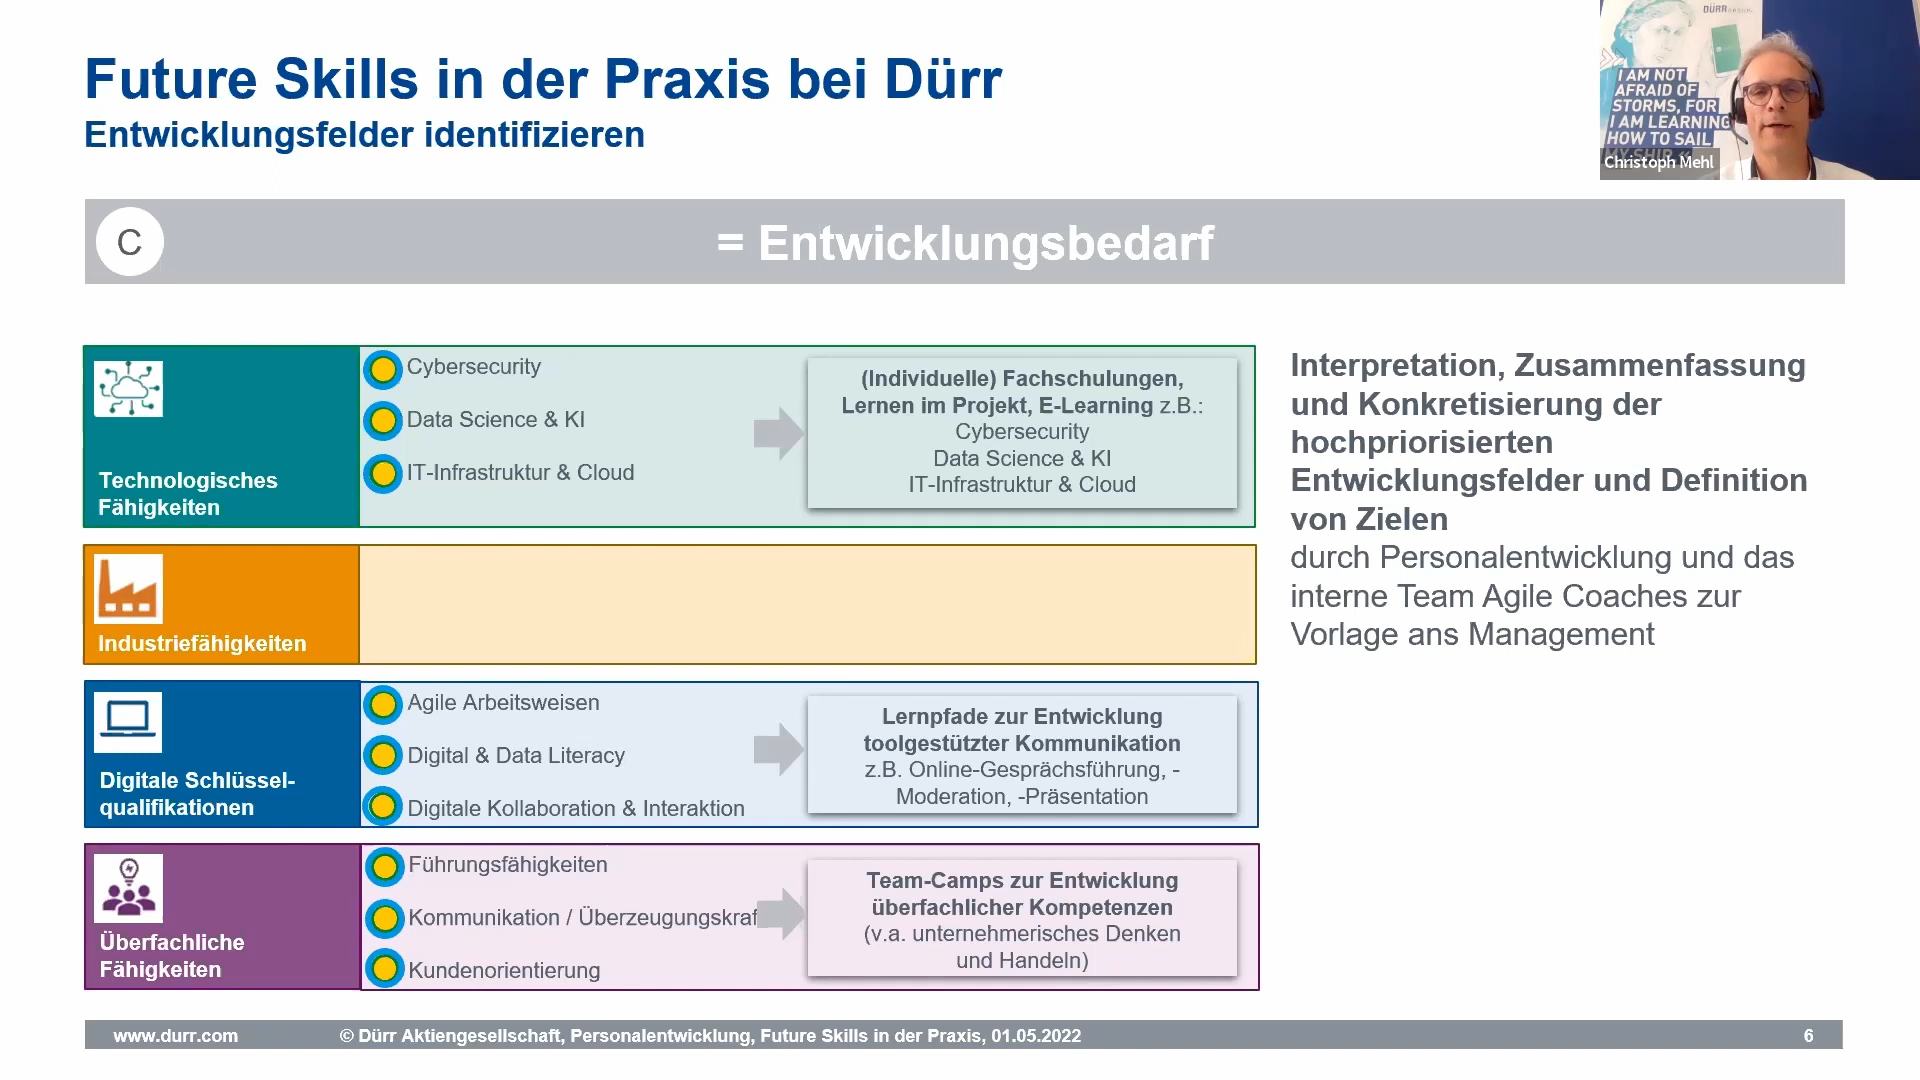 Future Skills in der Praxis bei Dürr
Entwicklungsfelder identifizieren
DÜRR
I AM NOT
AFRAID OF
STORMS, FOR
I AM LEARNING
HOW TO SAIL
MY SHIP
Christoph Mehl
C
= Entwicklungsbedarf
Technologisches
Fähigkeiten
Cybersecurity
Data Science & KI
IT-Infrastruktur & Cloud
(Individuelle) Fachschulungen,
Lernen im Projekt, E-Learning z.B.:
Cybersecurity
Data Science & KI
IT-Infrastruktur & Cloud
Industriefähigkeiten
Digitale Schlüssel-
qualifikationen
Agile Arbeitsweisen
Digital & Data Literacy
Digitale Kollaboration & Interaktion
Lernpfade zur Entwicklung
toolgestützter Kommunikation
z.B. Online-Gesprächsführung, -
Moderation, -Präsentation
Überfachliche
Fähigkeiten
Führungsfähigkeiten
Kommunikation / Überzeugungskraf
Kundenorientierung
Team-Camps zur Entwicklung
überfachlicher Kompetenzen
(v.a. unternehmerisches Denken
und Handeln)
Interpretation, Zusammenfassung
und Konkretisierung der
hochpriorisierten
Entwicklungsfelder und Definition
von Zielen
durch Personalentwicklung und das
interne Team Agile Coaches zur
Vorlage ans Management
www.durr.com
© Dürr Aktiengesellschaft, Personalentwicklung, Future Skills in der Praxis, 01.05.2022
6